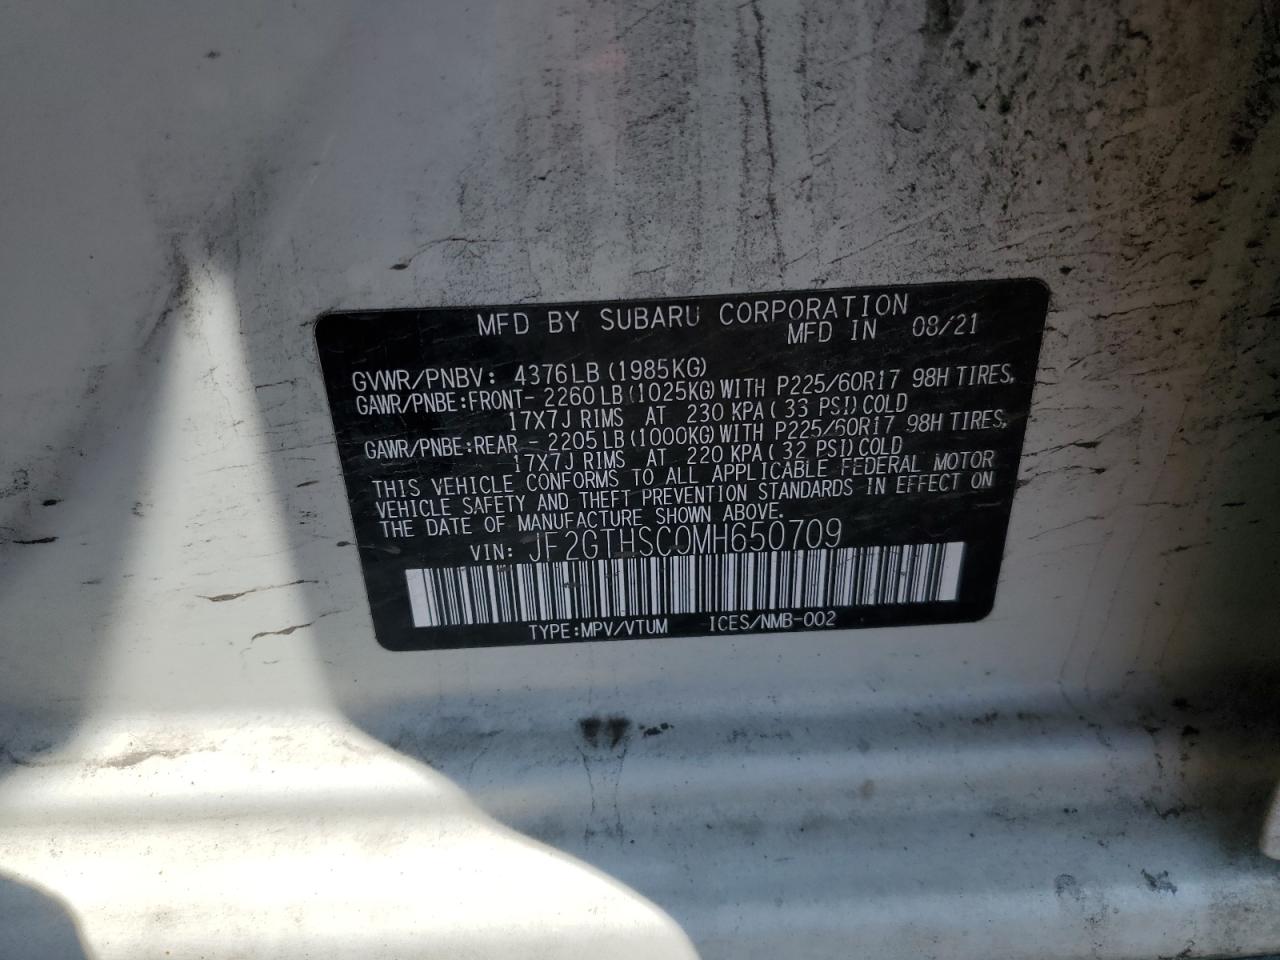 MFD BY SUBARU CORPORATION
MFD IN 08/21
GVWR/PNBV: 4376LB (1985KG)
GAWR/PNBE:FRONT- 2260LB (1025KG) WITH P225/60R17 98H TIRES,
17X7J RIMS AT 230 KPA (33 PSI) COLD
GAWR/PNBE:REAR - 2205LB (1000KG) WITH P225/60R17 98H TIRES,
17X7J RIMS AT 220 KPA (32 PSI) COLD
THIS VEHICLE CONFORMS TO ALL APPLICABLE FEDERAL MOTOR
VEHICLE SAFETY AND THEFT PREVENTION STANDARDS IN EFFECT ON
THE DATE OF MANUFACTURE SHOWN ABOVE.
VIN: JF2GTHSC0MH650709
TYPE:MPV/VTUM ICES/NMB-002